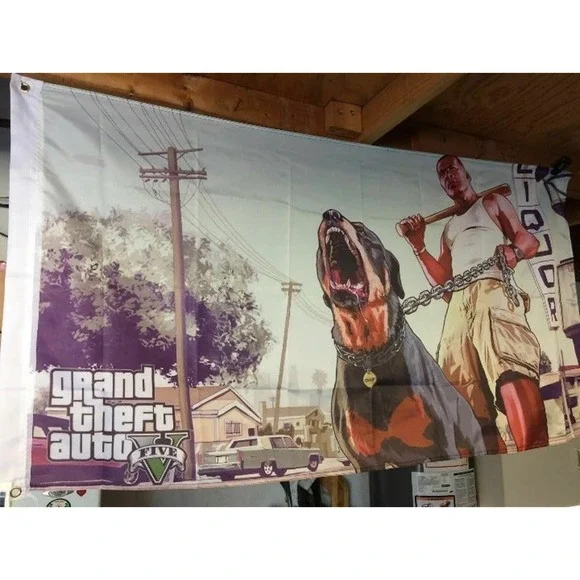 LIQUOR
grand
theft
auto V
FIVE